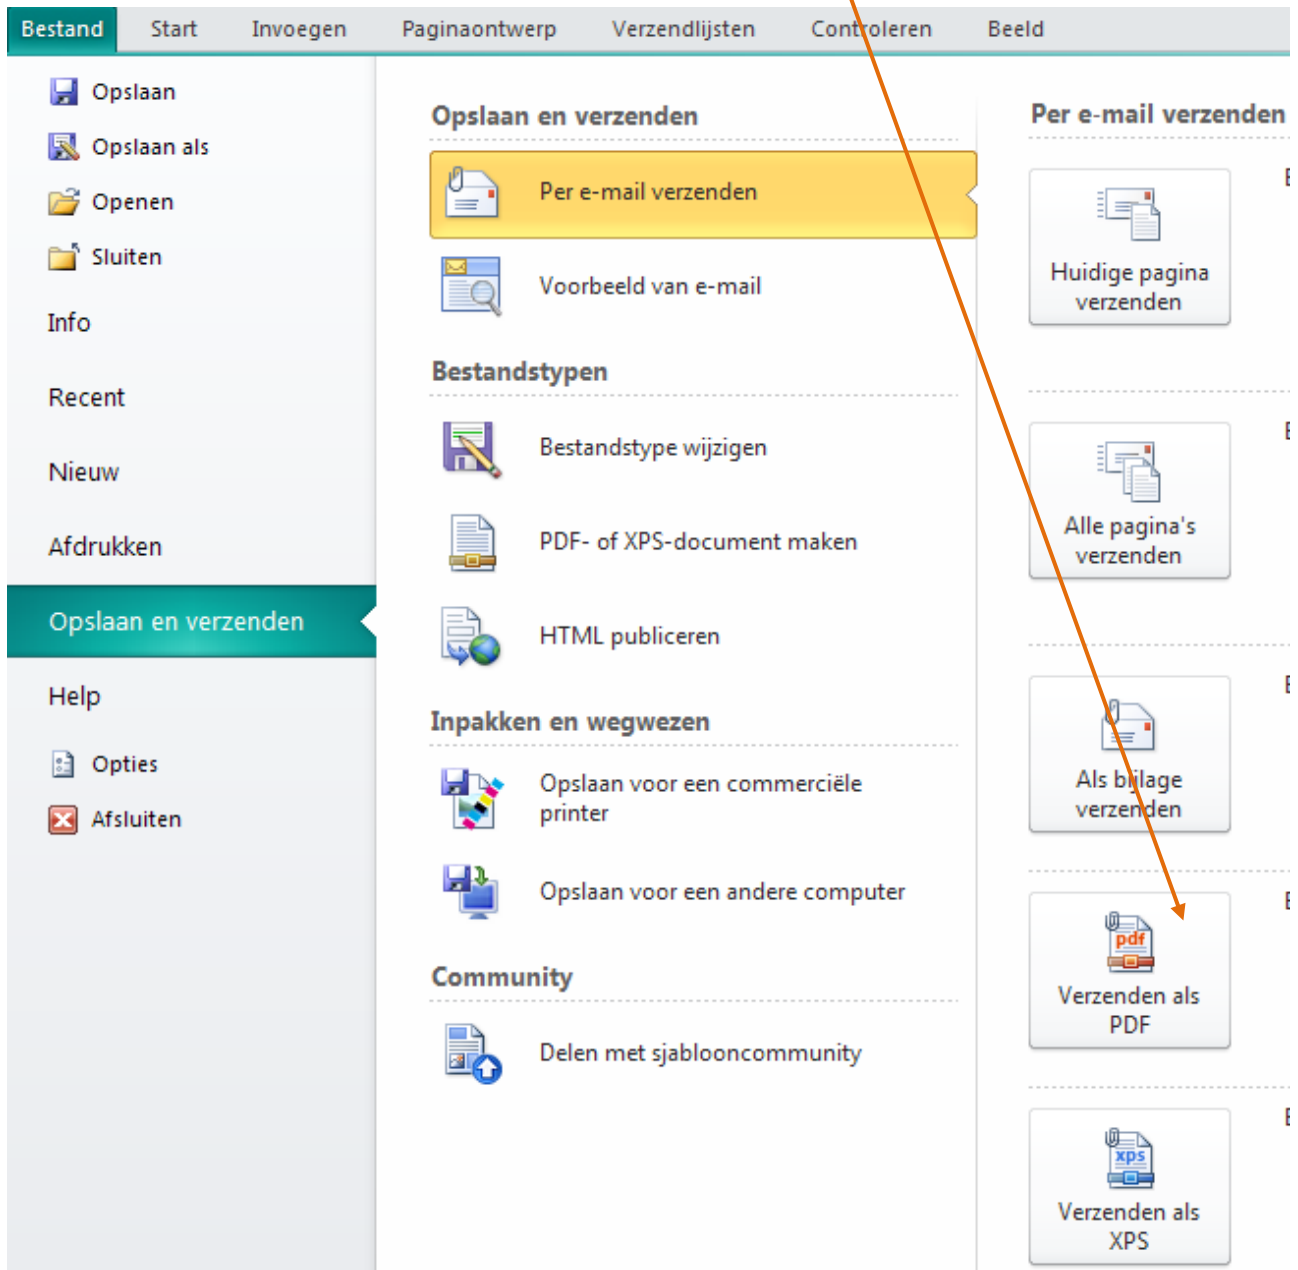 Bestand Start Invoegen Paginaontwerp Verzendlijsten Controleren Beeld
Opslaan
Opslaan als
Openen
Sluiten
Info
Recent
Nieuw
Afdrukken
Opslaan en verzenden
Help
Opties
Afsluiten
Opslaan en verzenden
Per e-mail verzenden
Voorbeeld van e-mail
Bestandstypen
Bestandstype wijzigen
PDF- of XPS-document maken
HTML publiceren
Inpakken en wegwezen
Opslaan voor een commerciële
printer
Opslaan voor een andere computer
Community
Delen met sjablooncommunity
Per e-mail verzenden
Huidige pagina
verzenden
Alle pagina's
verzenden
Als bijlage
verzenden
pdf
Verzenden als
PDF
xps
Verzenden als
XPS